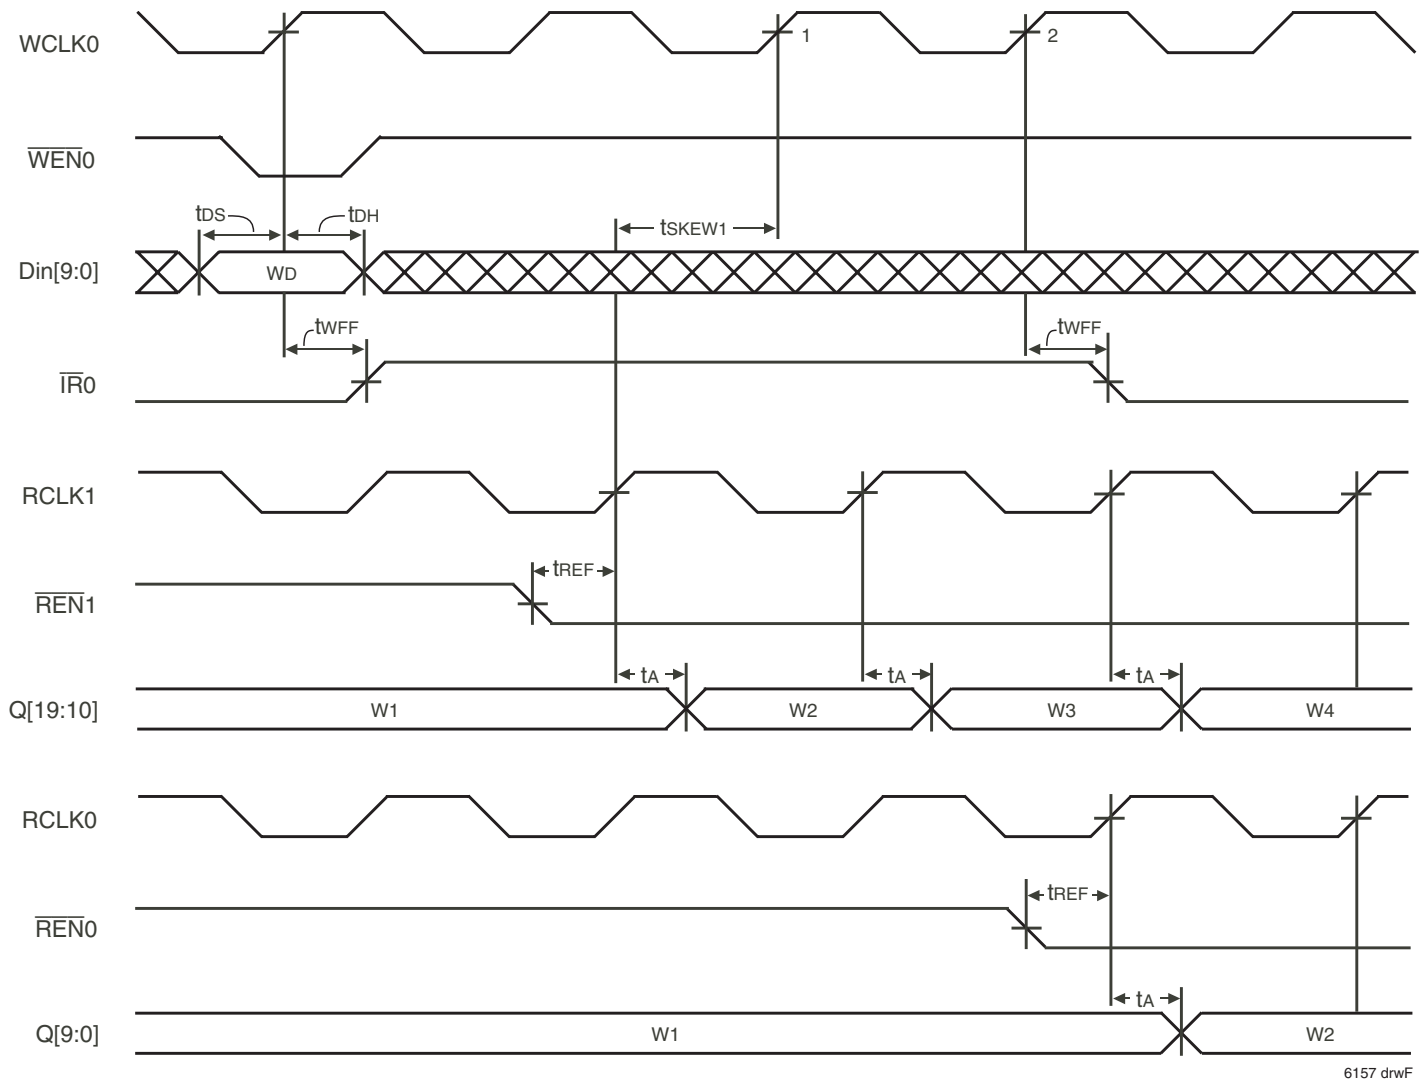 WCLK0
1
2
WEN0
tDS
tDH
tSKEW1
Din[9:0]
WD
tWFF
tWFF
IR0
RCLK1
tREF
REN1
tA
tA
tA
Q[19:10]
W1
W2
W3
W4
RCLK0
tREF
REN0
tA
Q[9:0]
W1
W2
6157 drwF